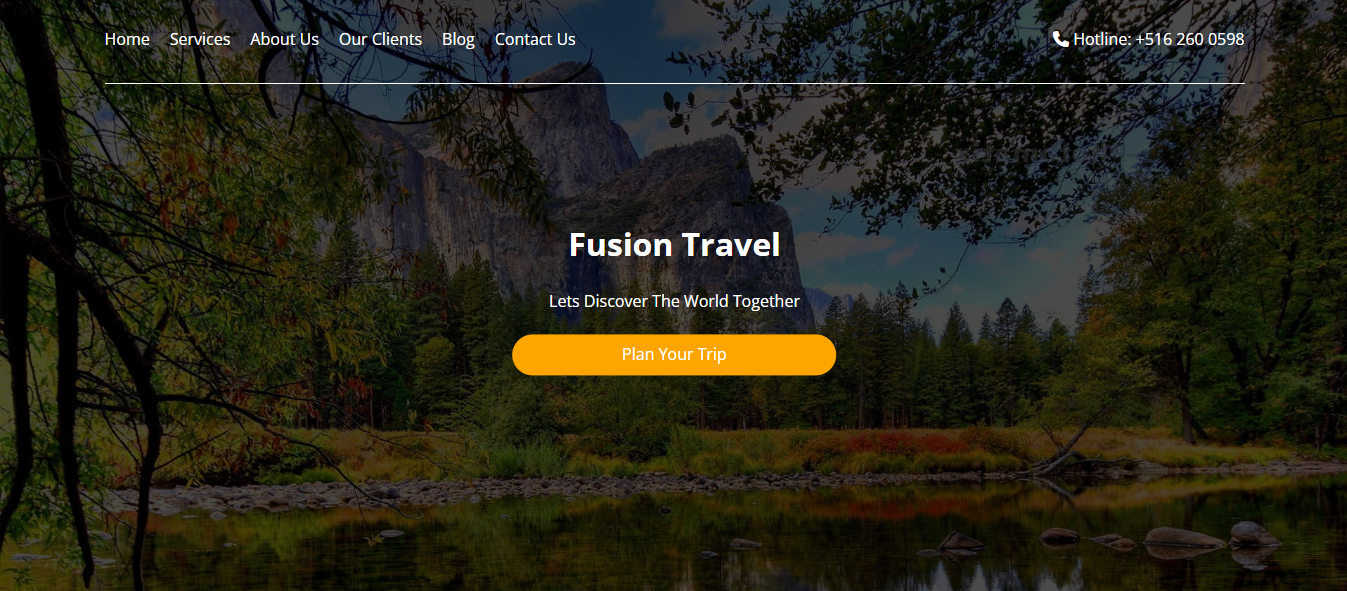 Home Services About Us Our Clients Blog Contact Us Hotline: +516 260 0598
Fusion Travel
Lets Discover The World Together
Plan Your Trip